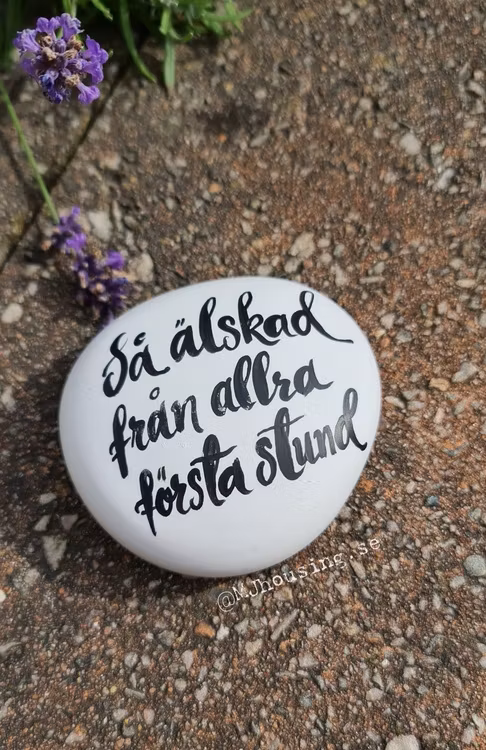 Så älskad
från allra
första stund
@MJhousing.se